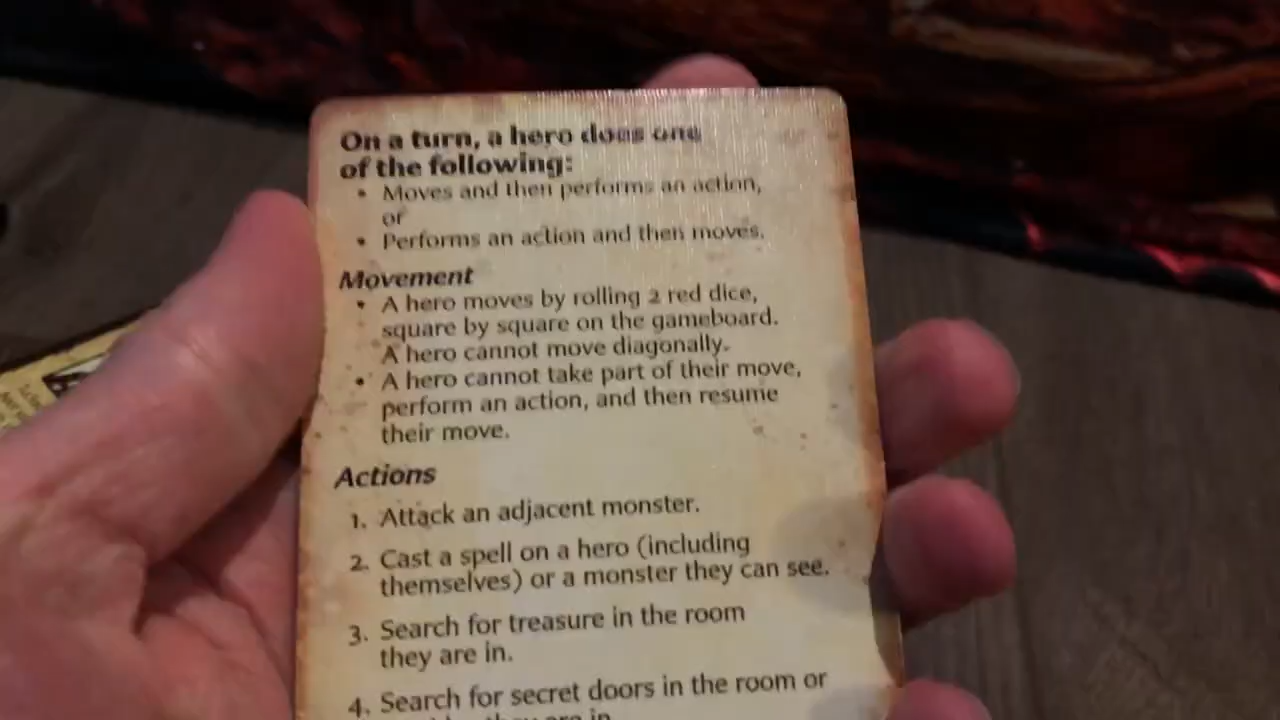 On a turn, a hero does one
of the following:
• Moves and then performs an action,
or
• Performs an action and then moves.
Movement
• A hero moves by rolling 2 red dice,
square by square on the gameboard.
A hero cannot move diagonally.
• A hero cannot take part of their move,
perform an action, and then resume
their move.
Actions
1. Attack an adjacent monster.
2. Cast a spell on a hero (including
themselves) or a monster they can see.
3. Search for treasure in the room
they are in.
4. Search for secret doors in the room or
they are in